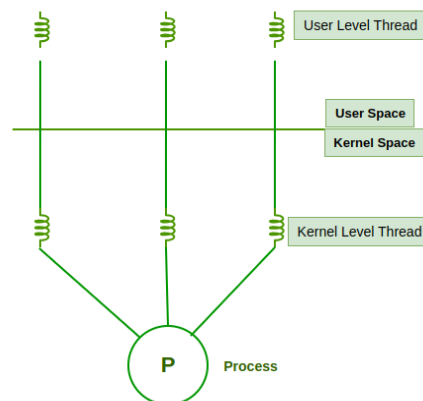 User Level Thread
User Space
Kernel Space
Kernel Level Thread
P
Process